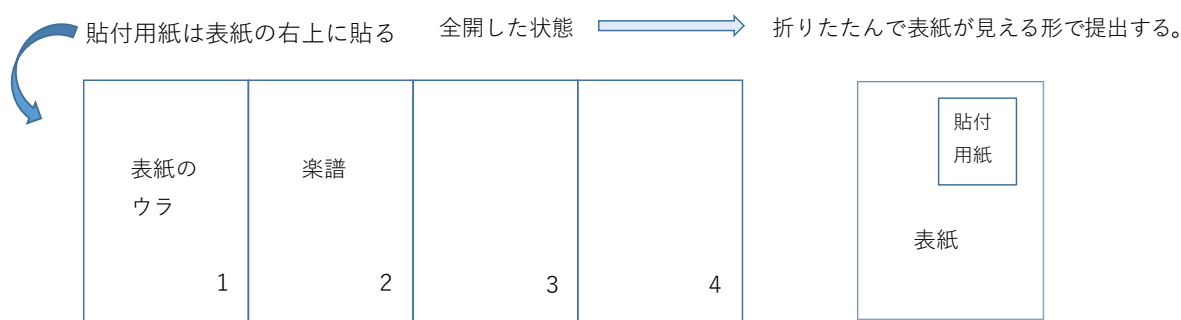 貼付用紙は表紙の右上に貼る
全開した状態
折りたたんで表紙が見える形で提出する。
表紙の
ウラ
1
楽譜
2
3
4
貼付
用紙
表紙